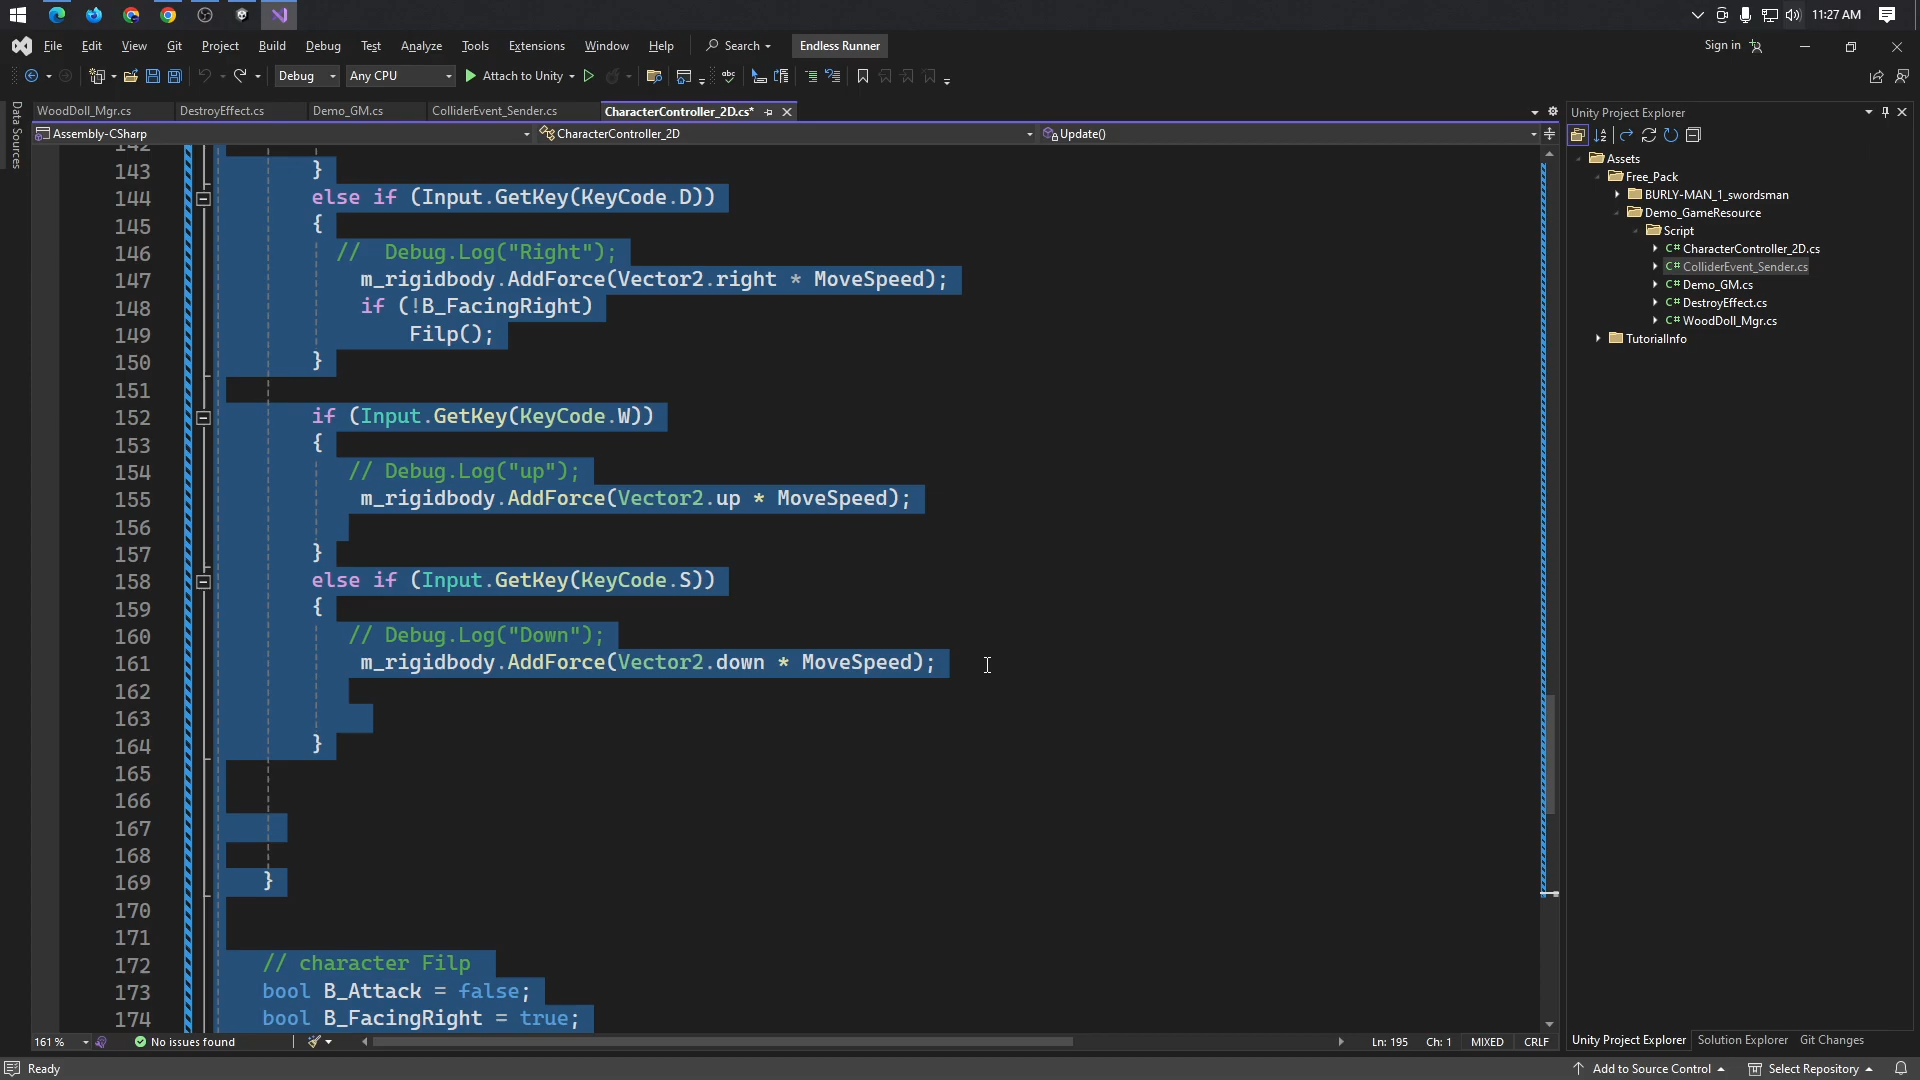 11:27 AM
File Edit View Git Project Build Debug Test Analyze Tools Extensions Window Help Search Endless Runner Sign in
Debug Any CPU Attach to Unity
WoodDoll_Mgr.cs DestroyEffect.cs Demo_GM.cs ColliderEvent_Sender.cs CharacterController_2D.cs*
Data Sources
Assembly-CSharp CharacterController_2D Update()
142
143 }
144 else if (Input.GetKey(KeyCode.D))
145 {
146 // Debug.Log("Right");
147 m_rigidbody.AddForce(Vector2.right * MoveSpeed);
148 if (!B_FacingRight)
149 Filp();
150 }
151
152 if (Input.GetKey(KeyCode.W))
153 {
154 // Debug.Log("up");
155 m_rigidbody.AddForce(Vector2.up * MoveSpeed);
156
157 }
158 else if (Input.GetKey(KeyCode.S))
159 {
160 // Debug.Log("Down");
161 m_rigidbody.AddForce(Vector2.down * MoveSpeed);
162
163
164 }
165
166
167
168
169 }
170
171
172 // character Filp
173 bool B_Attack = false;
174 bool B_FacingRight = true;
161 % No issues found Ln: 195 Ch: 1 MIXED CRLF
Unity Project Explorer
Assets
Free_Pack
BURLY-MAN_1_swordsman
Demo_GameResource
Script
C# CharacterController_2D.cs
C# ColliderEvent_Sender.cs
C# Demo_GM.cs
C# DestroyEffect.cs
C# WoodDoll_Mgr.cs
TutorialInfo
Unity Project Explorer Solution Explorer Git Changes
Ready Add to Source Control Select Repository